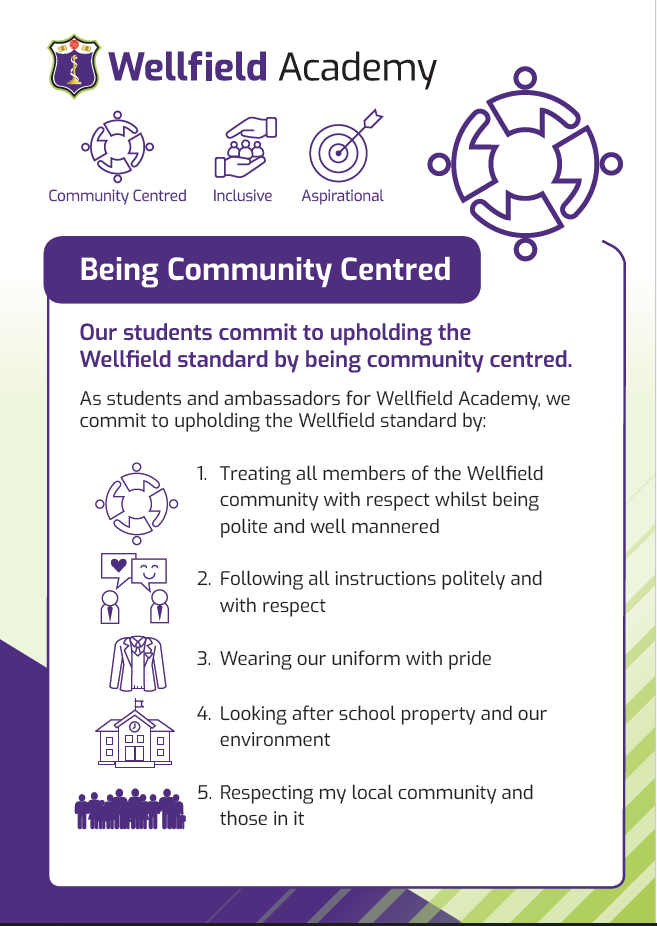 Wellfield Academy
Community Centred
Inclusive
Aspirational
Being Community Centred
Our students commit to upholding the
Wellfield standard by being community centred.
As students and ambassadors for Wellfield Academy, we
commit to upholding the Wellfield standard by:
1. Treating all members of the Wellfield
community with respect whilst being
polite and well mannered
2. Following all instructions politely and
with respect
3. Wearing our uniform with pride
4. Looking after school property and our
environment
5. Respecting my local community and
those in it